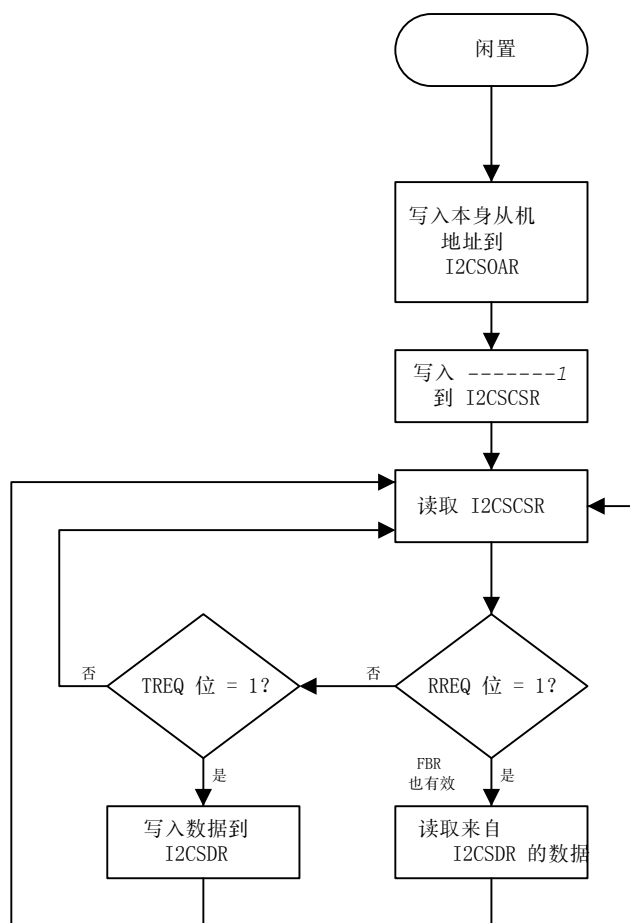 闲置
写入本身从机
地址到
I2CSOAR
写入 -------1
到 I2CSCSR
读取 I2CSCSR
否
TREQ 位 = 1?
否
RREQ 位 = 1?
是
FBR
也有效
是
写入数据到
I2CSDR
读取来自
I2CSDR 的数据